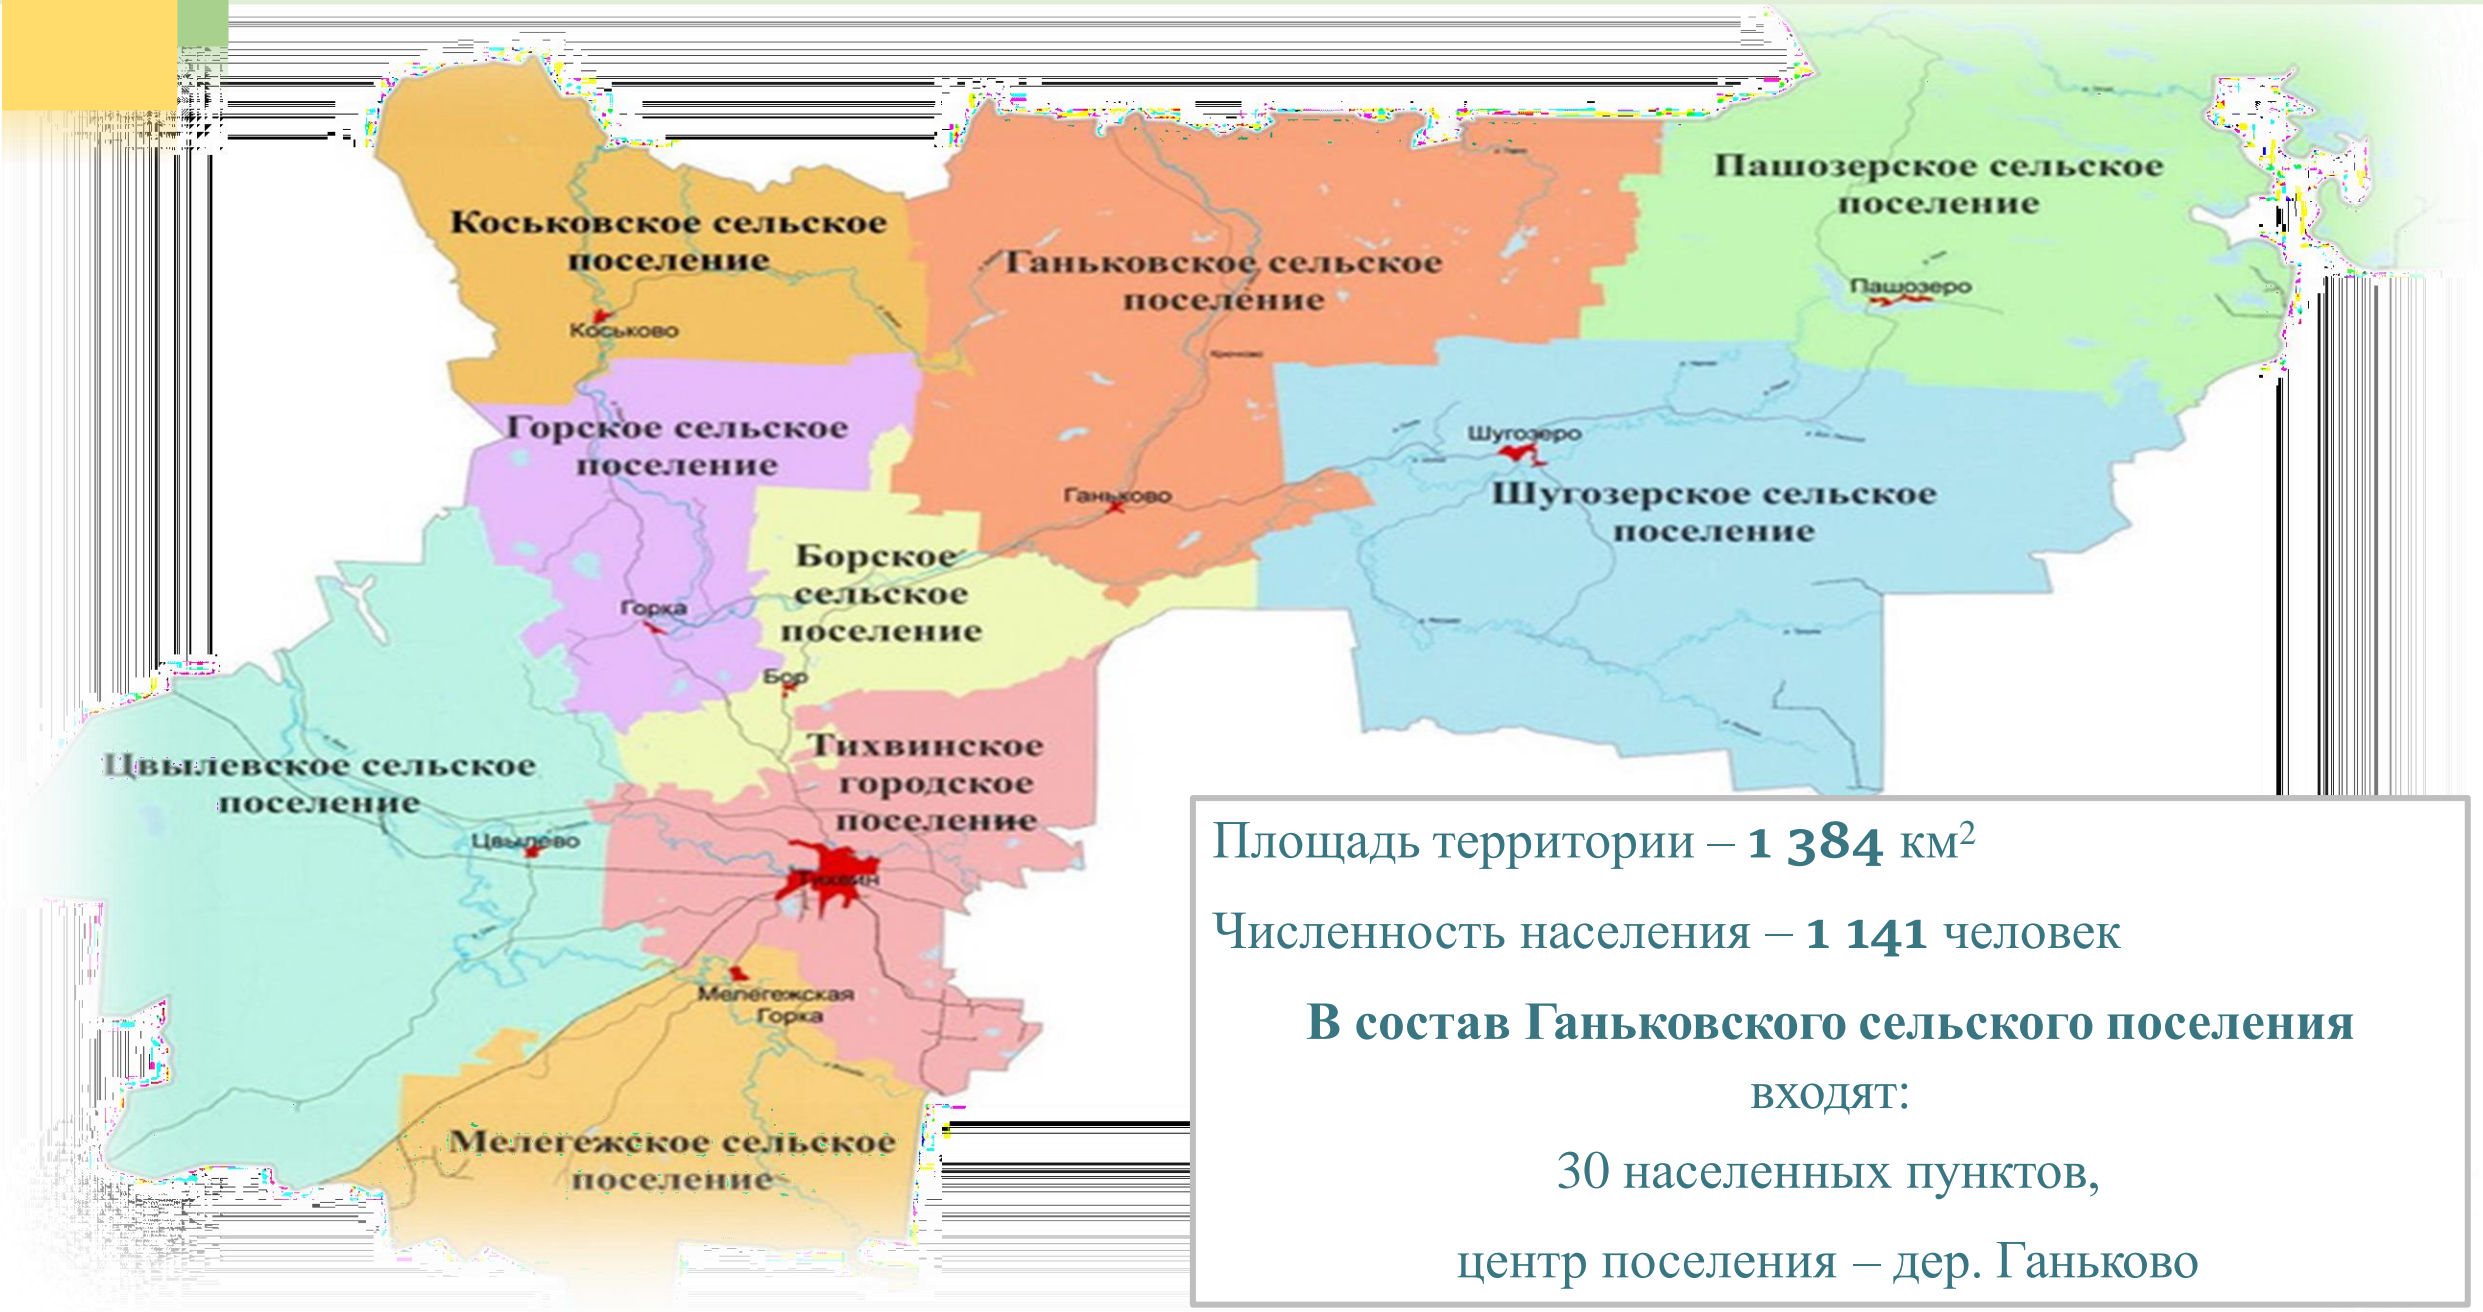 Коськовское сельское
поселение
Коськово
Ганьковское сельское
поселение
Крючково
Ганьково
Пашозерское сельское
поселение
Пашозеро
Горское сельское
поселение
Горка
Шугозеро
Шугозерское сельское
поселение
Борское
сельское
поселение
Бор
Цвылевское сельское
поселение
Цвылево
Тихвинское
городское
поселение
Тихвин
Мелегежская
Горка
Мелегежское сельское
поселение
Площадь территории – 1 384 км²
Численность населения – 1 141 человек
В состав Ганьковского сельского поселения
входят:
30 населенных пунктов,
центр поселения – дер. Ганьково